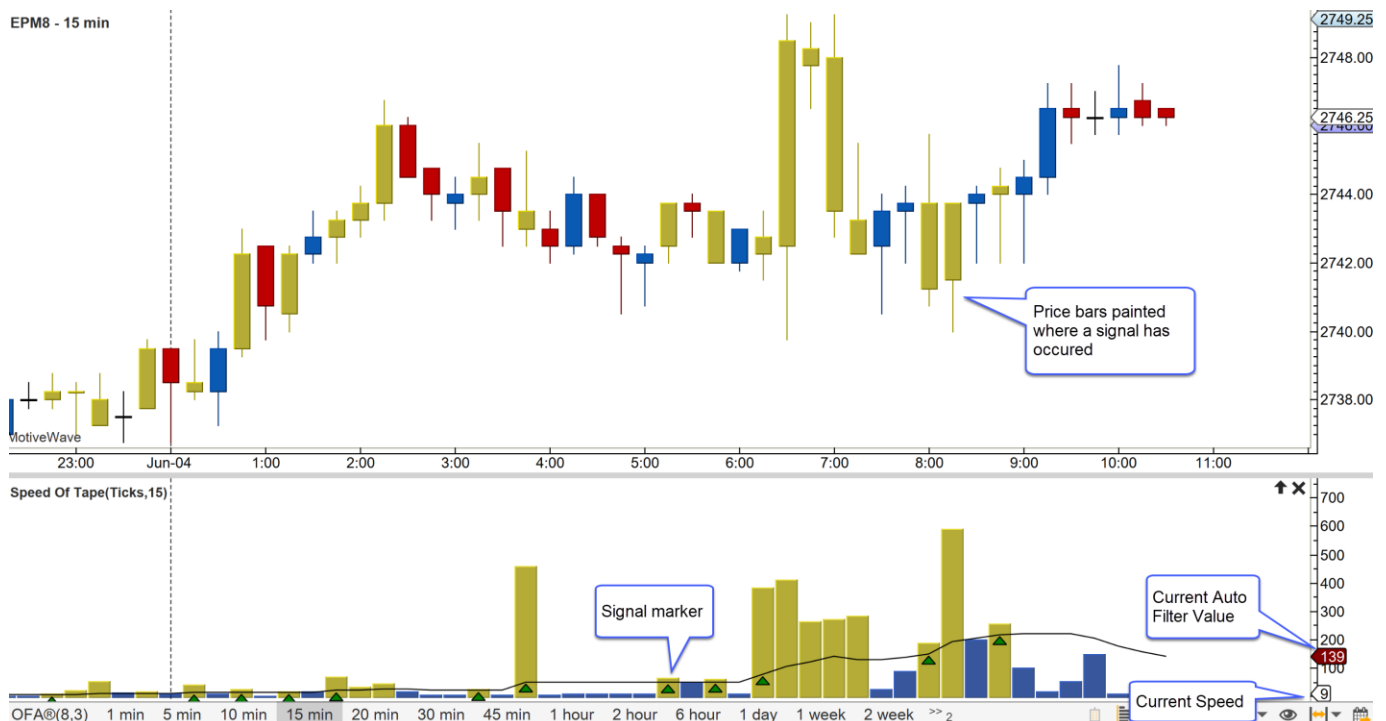 EPM8 - 15 min
2749.25
2748.00
2746.25
2746.00
2744.00
2742.00
Price bars painted
where a signal has
occured
2740.00
2738.00
MotiveWave
23:00 Jun-04 1:00 2:00 3:00 4:00 5:00 6:00 7:00 8:00 9:00 10:00 11:00
Speed Of Tape(Ticks,15)
700
600
500
400
Signal marker
Current Auto
Filter Value
300
200
139
100
Current Speed
9
OFA®(8,3) 1 min 5 min 10 min 15 min 20 min 30 min 45 min 1 hour 2 hour 6 hour 1 day 1 week 2 week >> 2